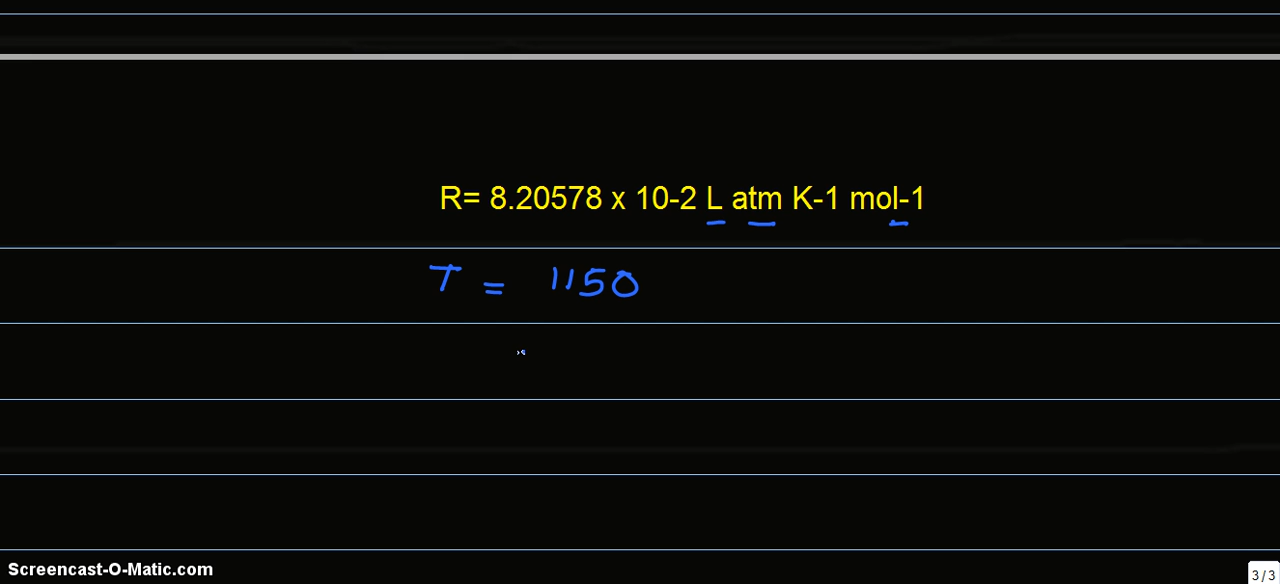 R= 8.20578 x 10-2 L atm K-1 mol-1
T = 1150
Screencast-O-Matic.com
3/3